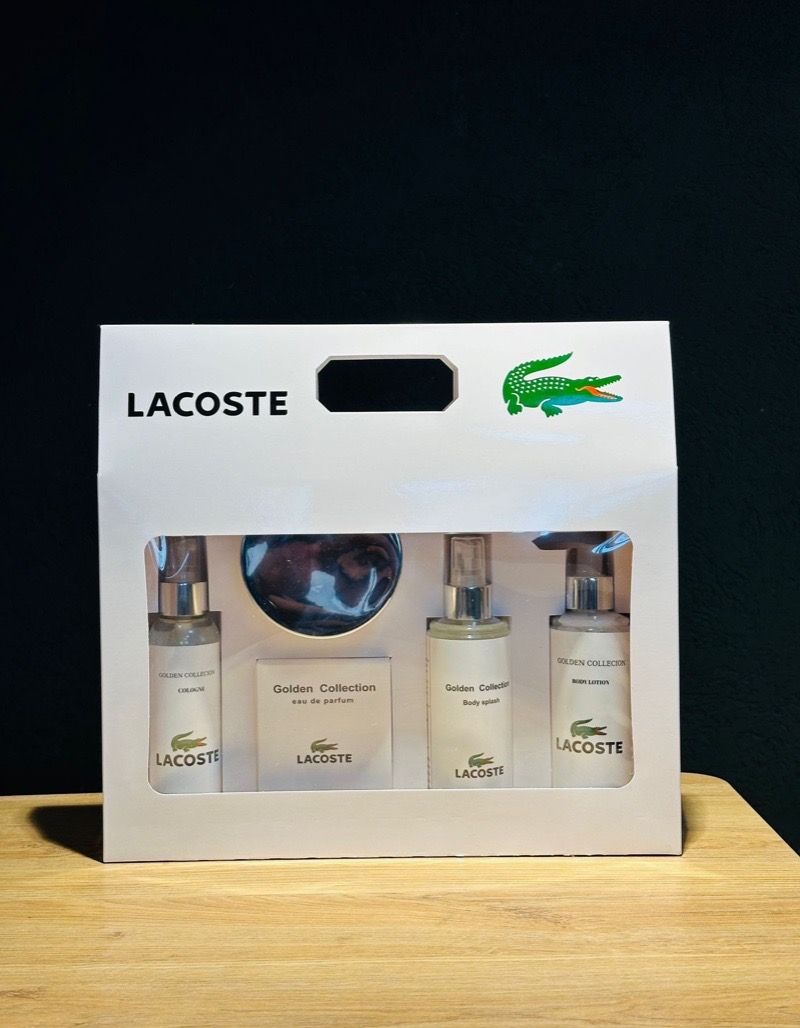 LACOSTE
GOLDEN COLLECION
COLOGNE
LACOSTE
Golden Collection
eau de parfum
LACOSTE
Golden Collection
Body splash
LACOSTE
GOLDEN COLLECION
BODY LOTION
LACOSTE